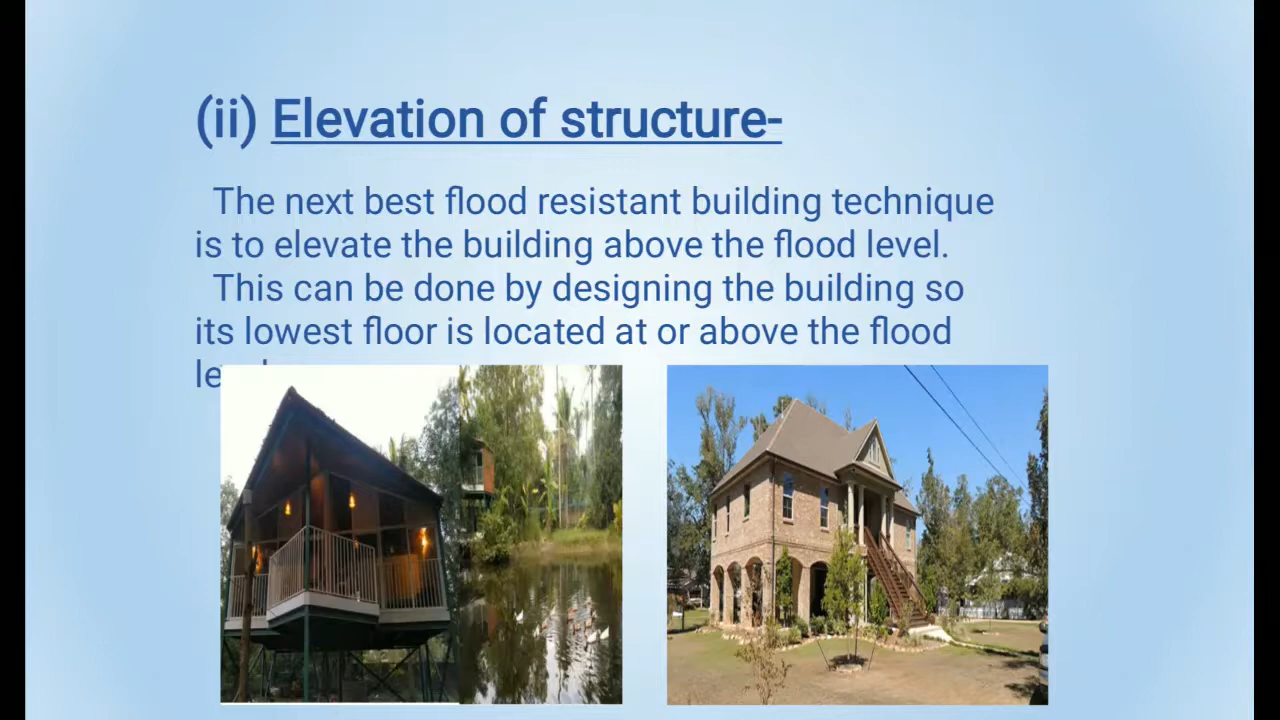 (ii) Elevation of structure-
The next best flood resistant building technique
is to elevate the building above the flood level.
This can be done by designing the building so
its lowest floor is located at or above the flood